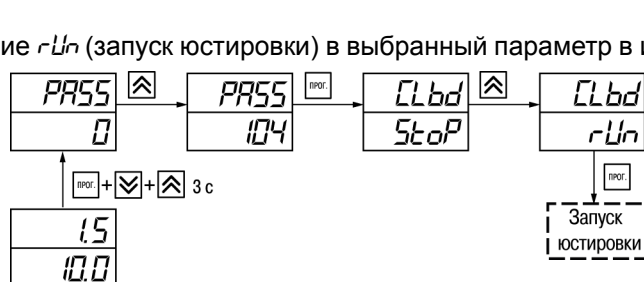 ие rUn (запуск юстировки) в выбранный параметр в
PASS
0
PASS
104
ПРОГ.
CLbd
StoP
CLbd
rUn
ПРОГ.
ПРОГ. + + 3 с
1.5
10.0
Запуск
юстировки